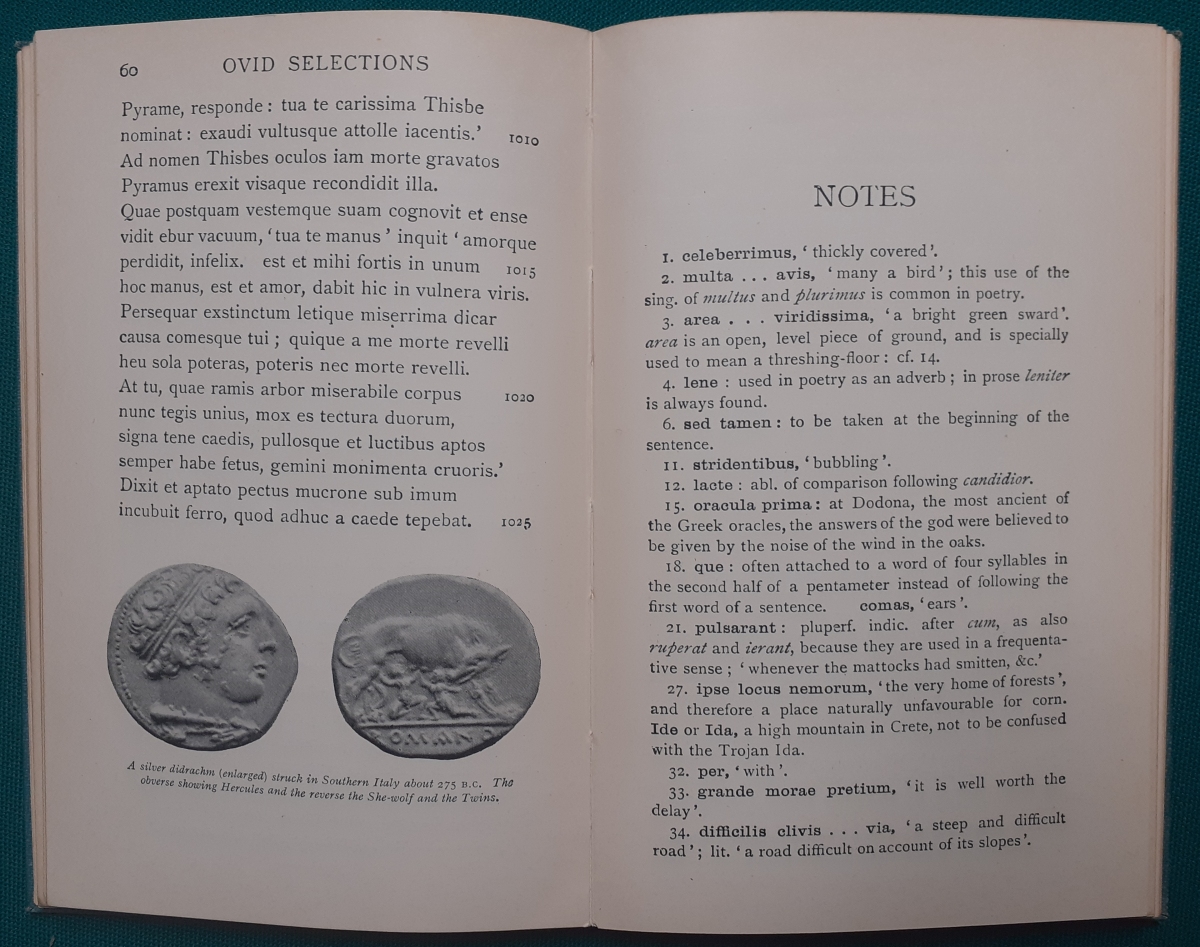 60 OVID SELECTIONS
Pyrame, responde : tua te carissima Thisbe
nominat : exaudi vultusque attolle iacentis.’ 1010
Ad nomen Thisbes oculos iam morte gravatos
Pyramus erexit visaque recondidit illa.
Quae postquam vestemque suam cognovit et ense
vidit ebur vacuum, ‘ tua te manus ’ inquit ‘ amorque
perdidit, infelix. est et mihi fortis in unum 1015
hoc manus, est et amor, dabit hic in vulnera viris.
Persequar exstinctum letique miserrima dicar
causa comesque tui ; quique a me morte revelli
heu sola poteras, poteris nec morte revelli.
At tu, quae ramis arbor miserabile corpus 1020
nunc tegis unius, mox es tectura duorum,
signa tene caedis, pullosque et luctibus aptos
semper habe fetus, gemini monimenta cruoris.’
Dixit et aptato pectus mucrone sub imum
incubuit ferro, quod adhuc a caede tepebat. 1025
ROMANO
A silver didrachm (enlarged) struck in Southern Italy about 275 B.C. The
obverse showing Hercules and the reverse the She-wolf and the Twins.
NOTES
1. celeberrimus, ‘ thickly covered ’.
2. multa . . . avis, ‘ many a bird ’ ; this use of the
sing. of multus and plurimus is common in poetry.
3. area . . . viridissima, ‘ a bright green sward ’.
area is an open, level piece of ground, and is specially
used to mean a threshing-floor : cf. 14.
4. lene : used in poetry as an adverb ; in prose leniter
is always found.
6. sed tamen : to be taken at the beginning of the
sentence.
11. stridentibus, ‘ bubbling ’.
12. lacte : abl. of comparison following candidior.
15. oracula prima : at Dodona, the most ancient of
the Greek oracles, the answers of the god were believed to
be given by the noise of the wind in the oaks.
18. que : often attached to a word of four syllables in
the second half of a pentameter instead of following the
first word of a sentence. comas, ‘ ears ’.
21. pulsarant : pluperf. indic. after cum, as also
ruperat and ierant, because they are used in a frequenta-
tive sense ; ‘ whenever the mattocks had smitten, &c.’
27. ipse locus nemorum, ‘ the very home of forests ’,
and therefore a place naturally unfavourable for corn.
Ide or Ida, a high mountain in Crete, not to be confused
with the Trojan Ida.
32. per, ‘ with ’.
33. grande morae pretium, ‘ it is well worth the
delay ’.
34. difficilis clivis . . . via, ‘ a steep and difficult
road ’ ; lit. ‘ a road difficult on account of its slopes ’.